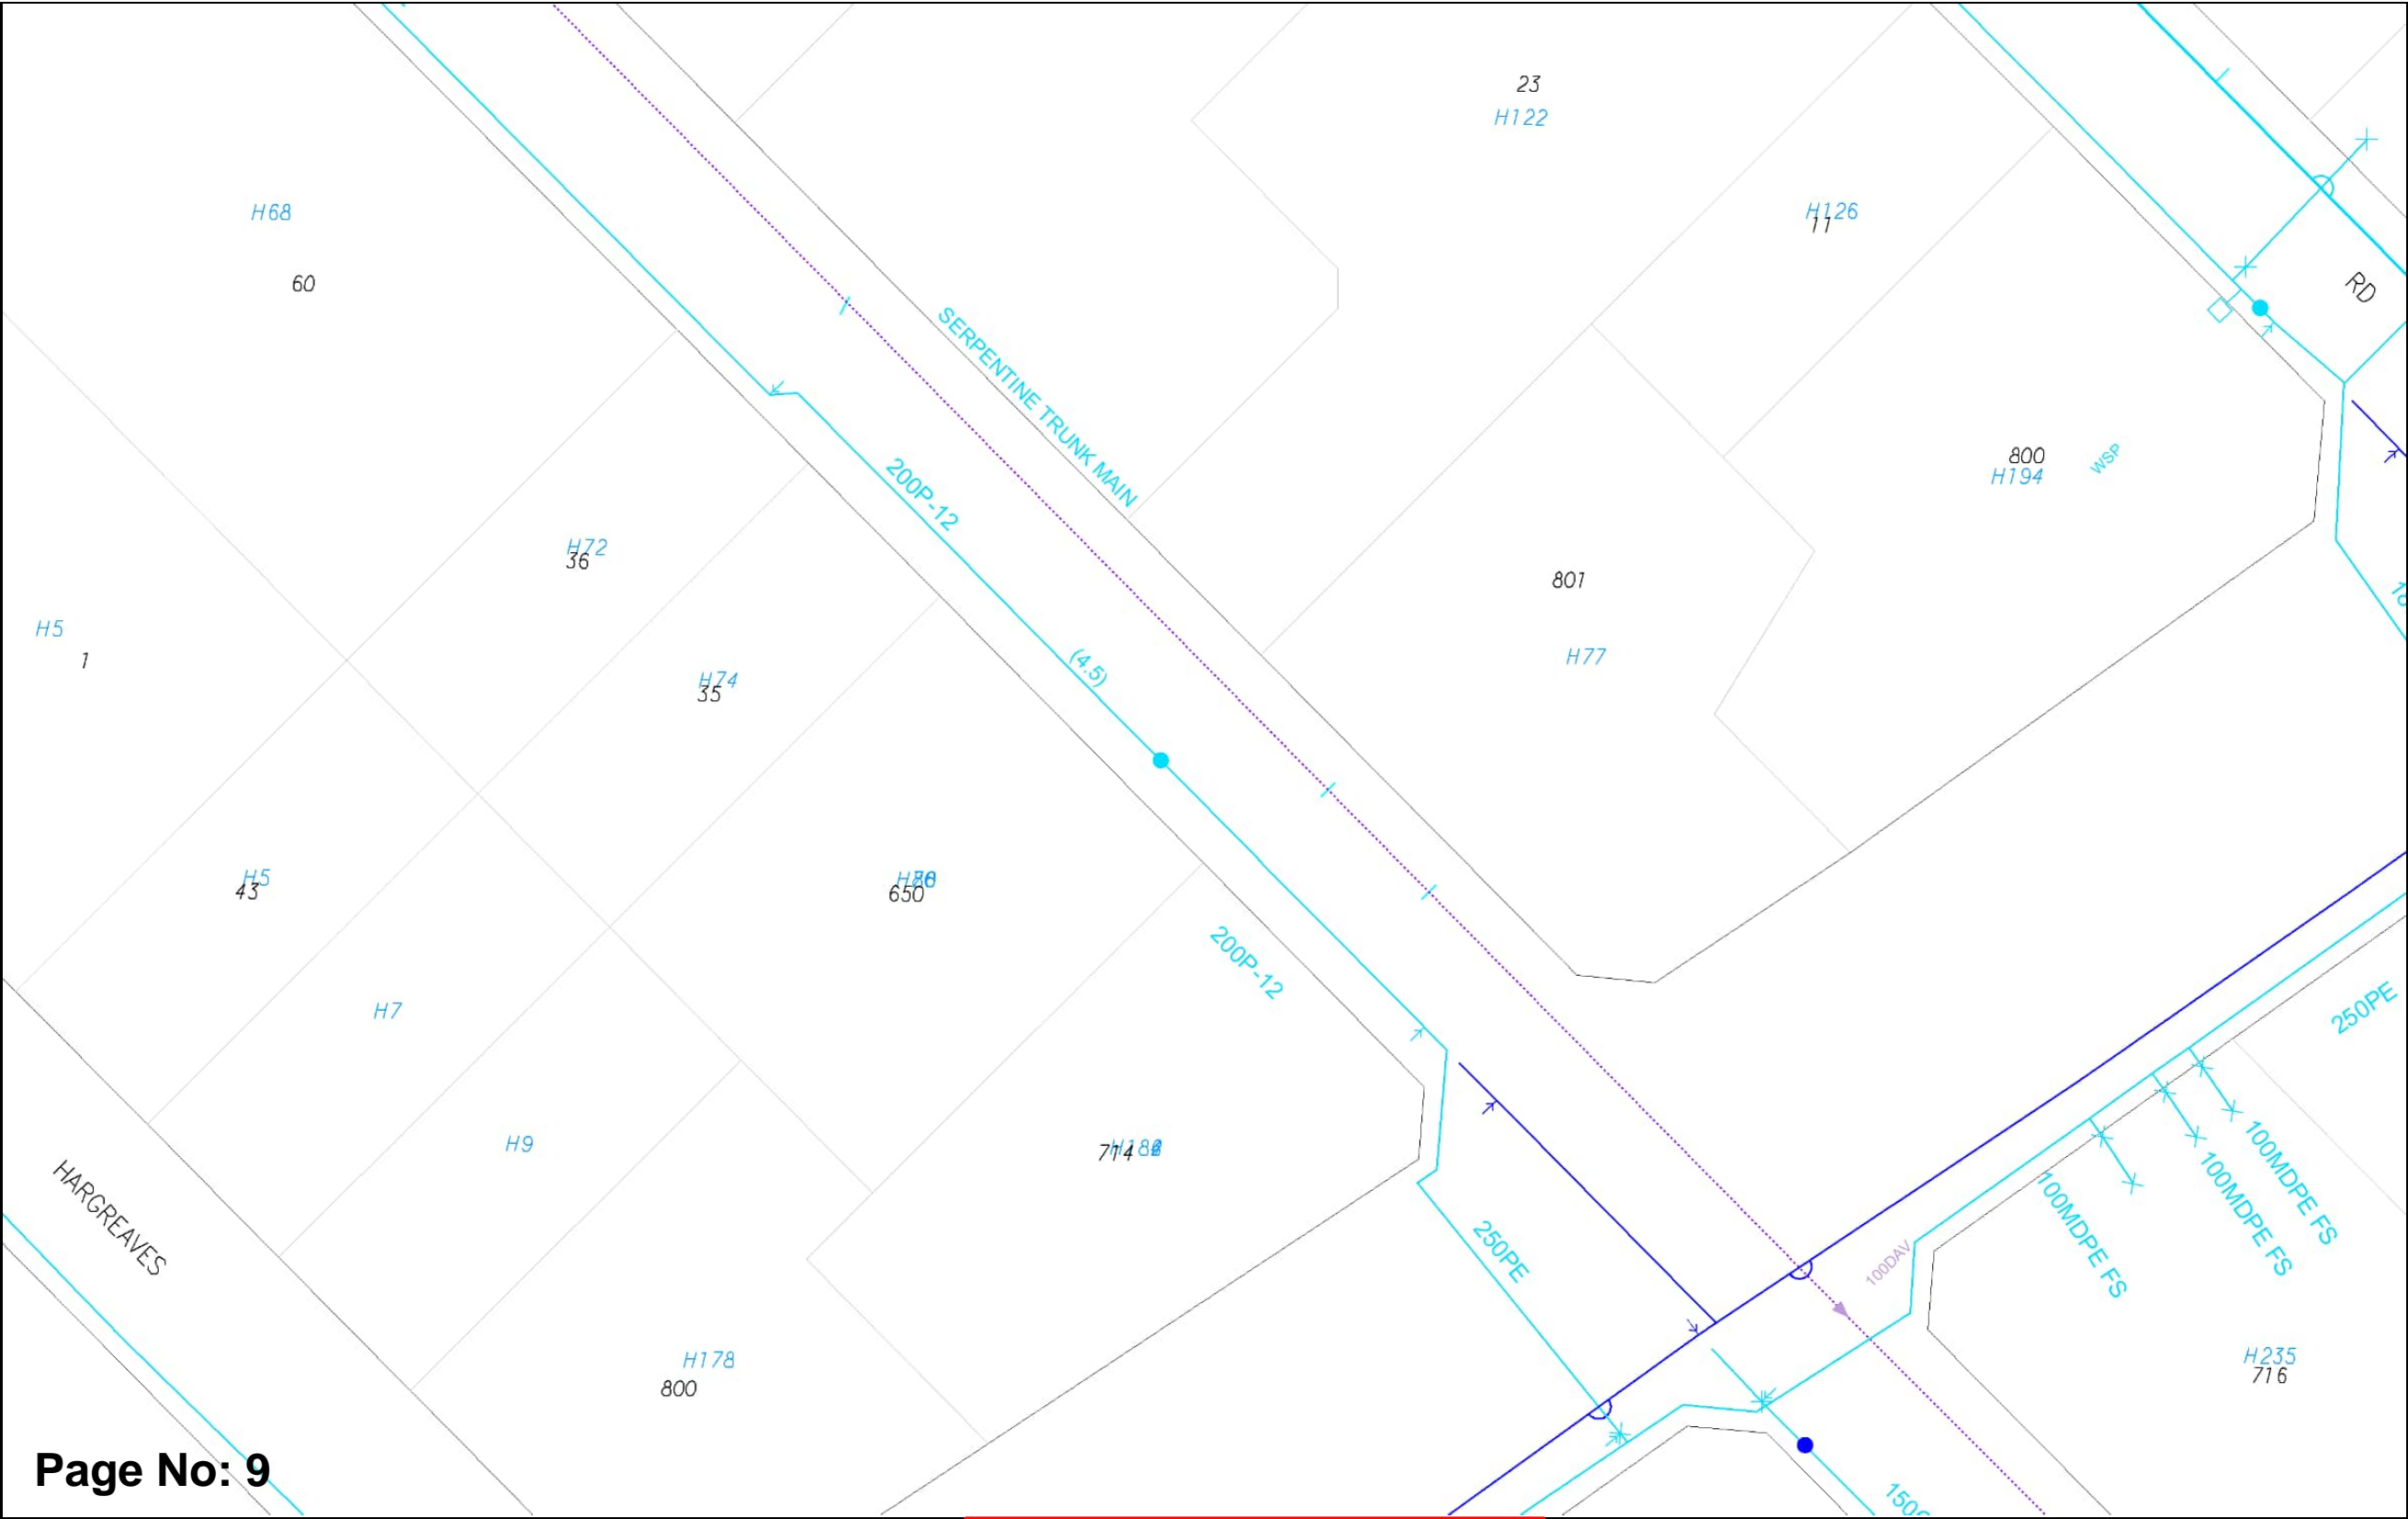 23
H122
H68
H126
11
60
RD
SERPENTINE TRUNK MAIN
800
H194
WSP
200P-12
H72
36
801
H5
1
(4.5)
H77
H74
35
H5
43
650
200P-12
250PE
H7
H9
714
100MDPE FS
100MDPE FS
100MDPE FS
HARGREAVES
250PE
100DAV
H178
800
H235
716
Page No: 9